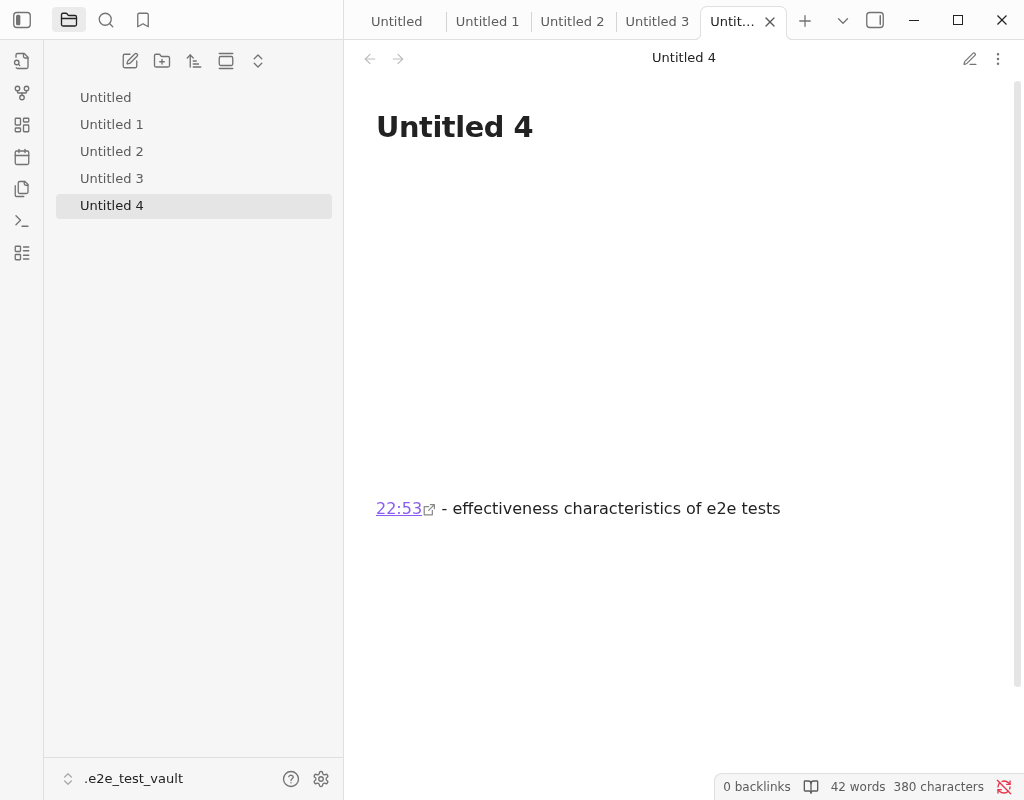 Untitled
Untitled 1
Untitled 2
Untitled 3
Untit...
Untitled 4
Untitled
Untitled 1
Untitled 2
Untitled 3
Untitled 4
Untitled 4
22:53 - effectiveness characteristics of e2e tests
.e2e_test_vault
0 backlinks 42 words 380 characters